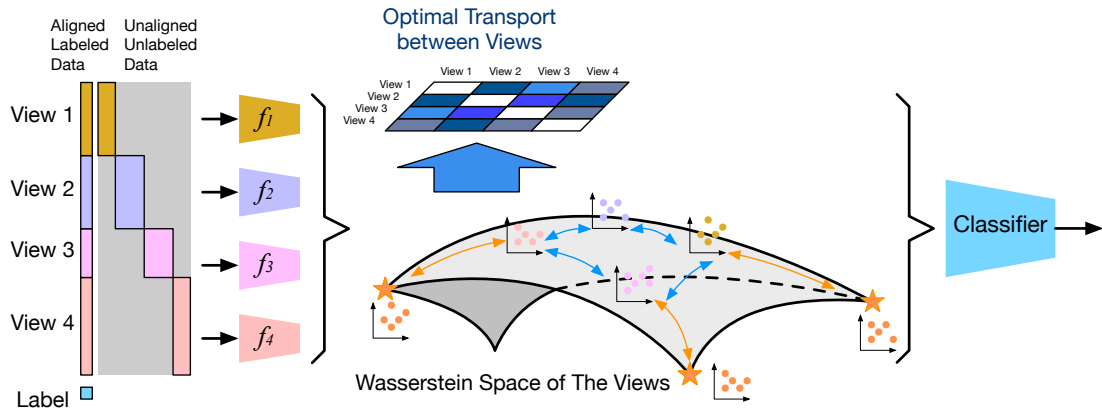 Aligned
Labeled
Data
Unaligned
Unlabeled
Data
Optimal Transport
between Views
View 1 View 2 View 3 View 4
View 1
View 2
View 3
View 4
View 1
View 2
View 3
View 4
Label
f1
f2
f3
f4
Wasserstein Space of The Views
Classifier